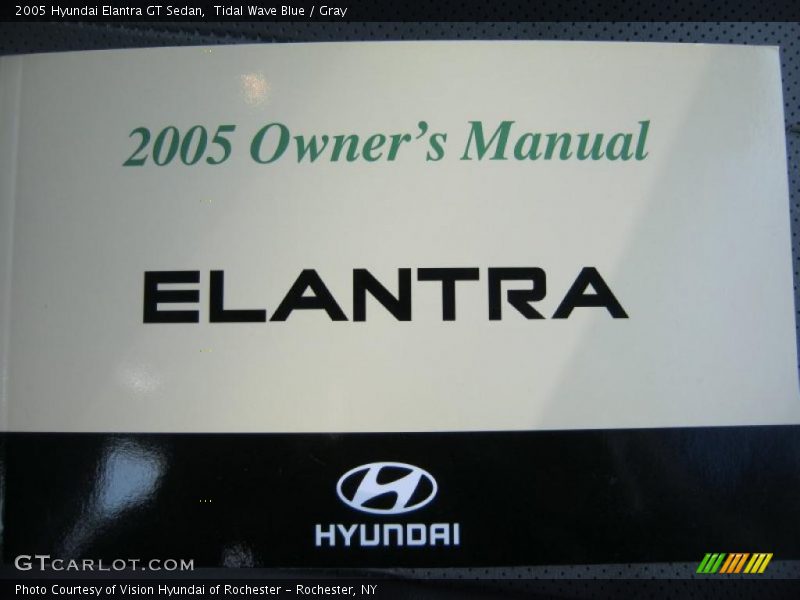 2005 Hyundai Elantra GT Sedan,  Tidal Wave Blue / Gray
2005 Owner's Manual
ELANTRA
HYUNDAI
GTCARLOT.COM
Photo Courtesy of Vision Hyundai of Rochester - Rochester, NY